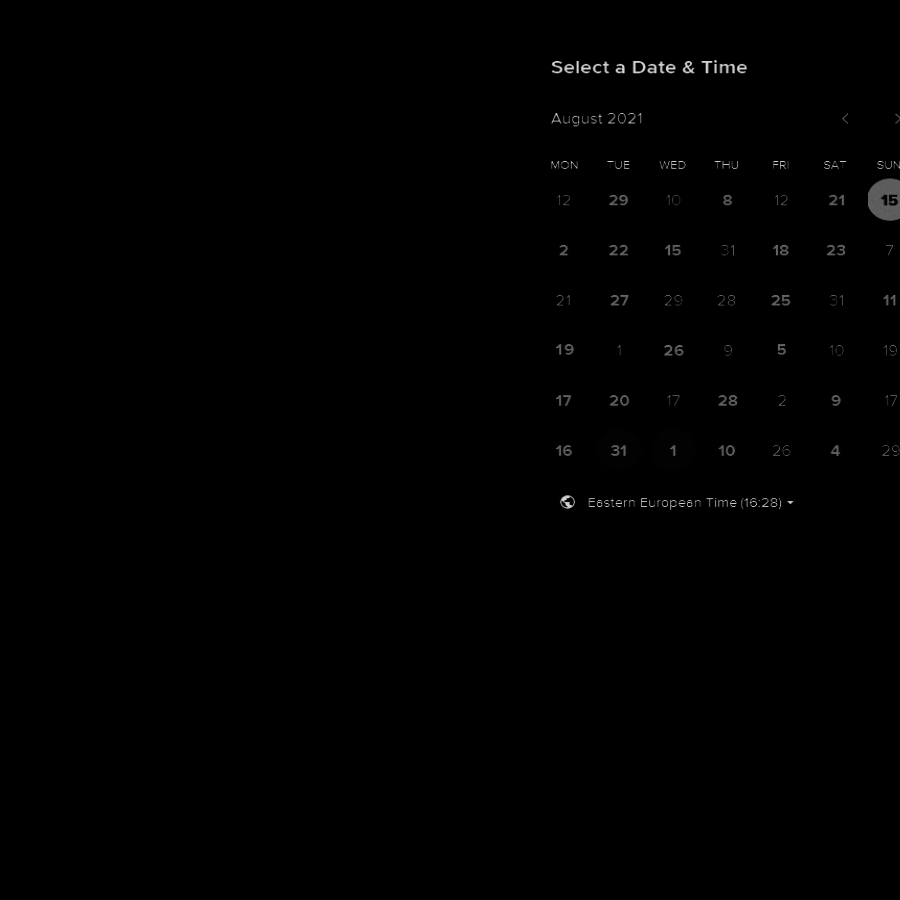 Select a Date & Time
August 2021
MON TUE WED THU FRI SAT SUN
12 29 10 8 12 21 15
2 22 15 31 18 23 7
21 27 29 28 25 31 11
19 1 26 9 5 10 19
17 20 17 28 2 9 17
16 31 1 10 26 4 29
Eastern European Time (16:28)